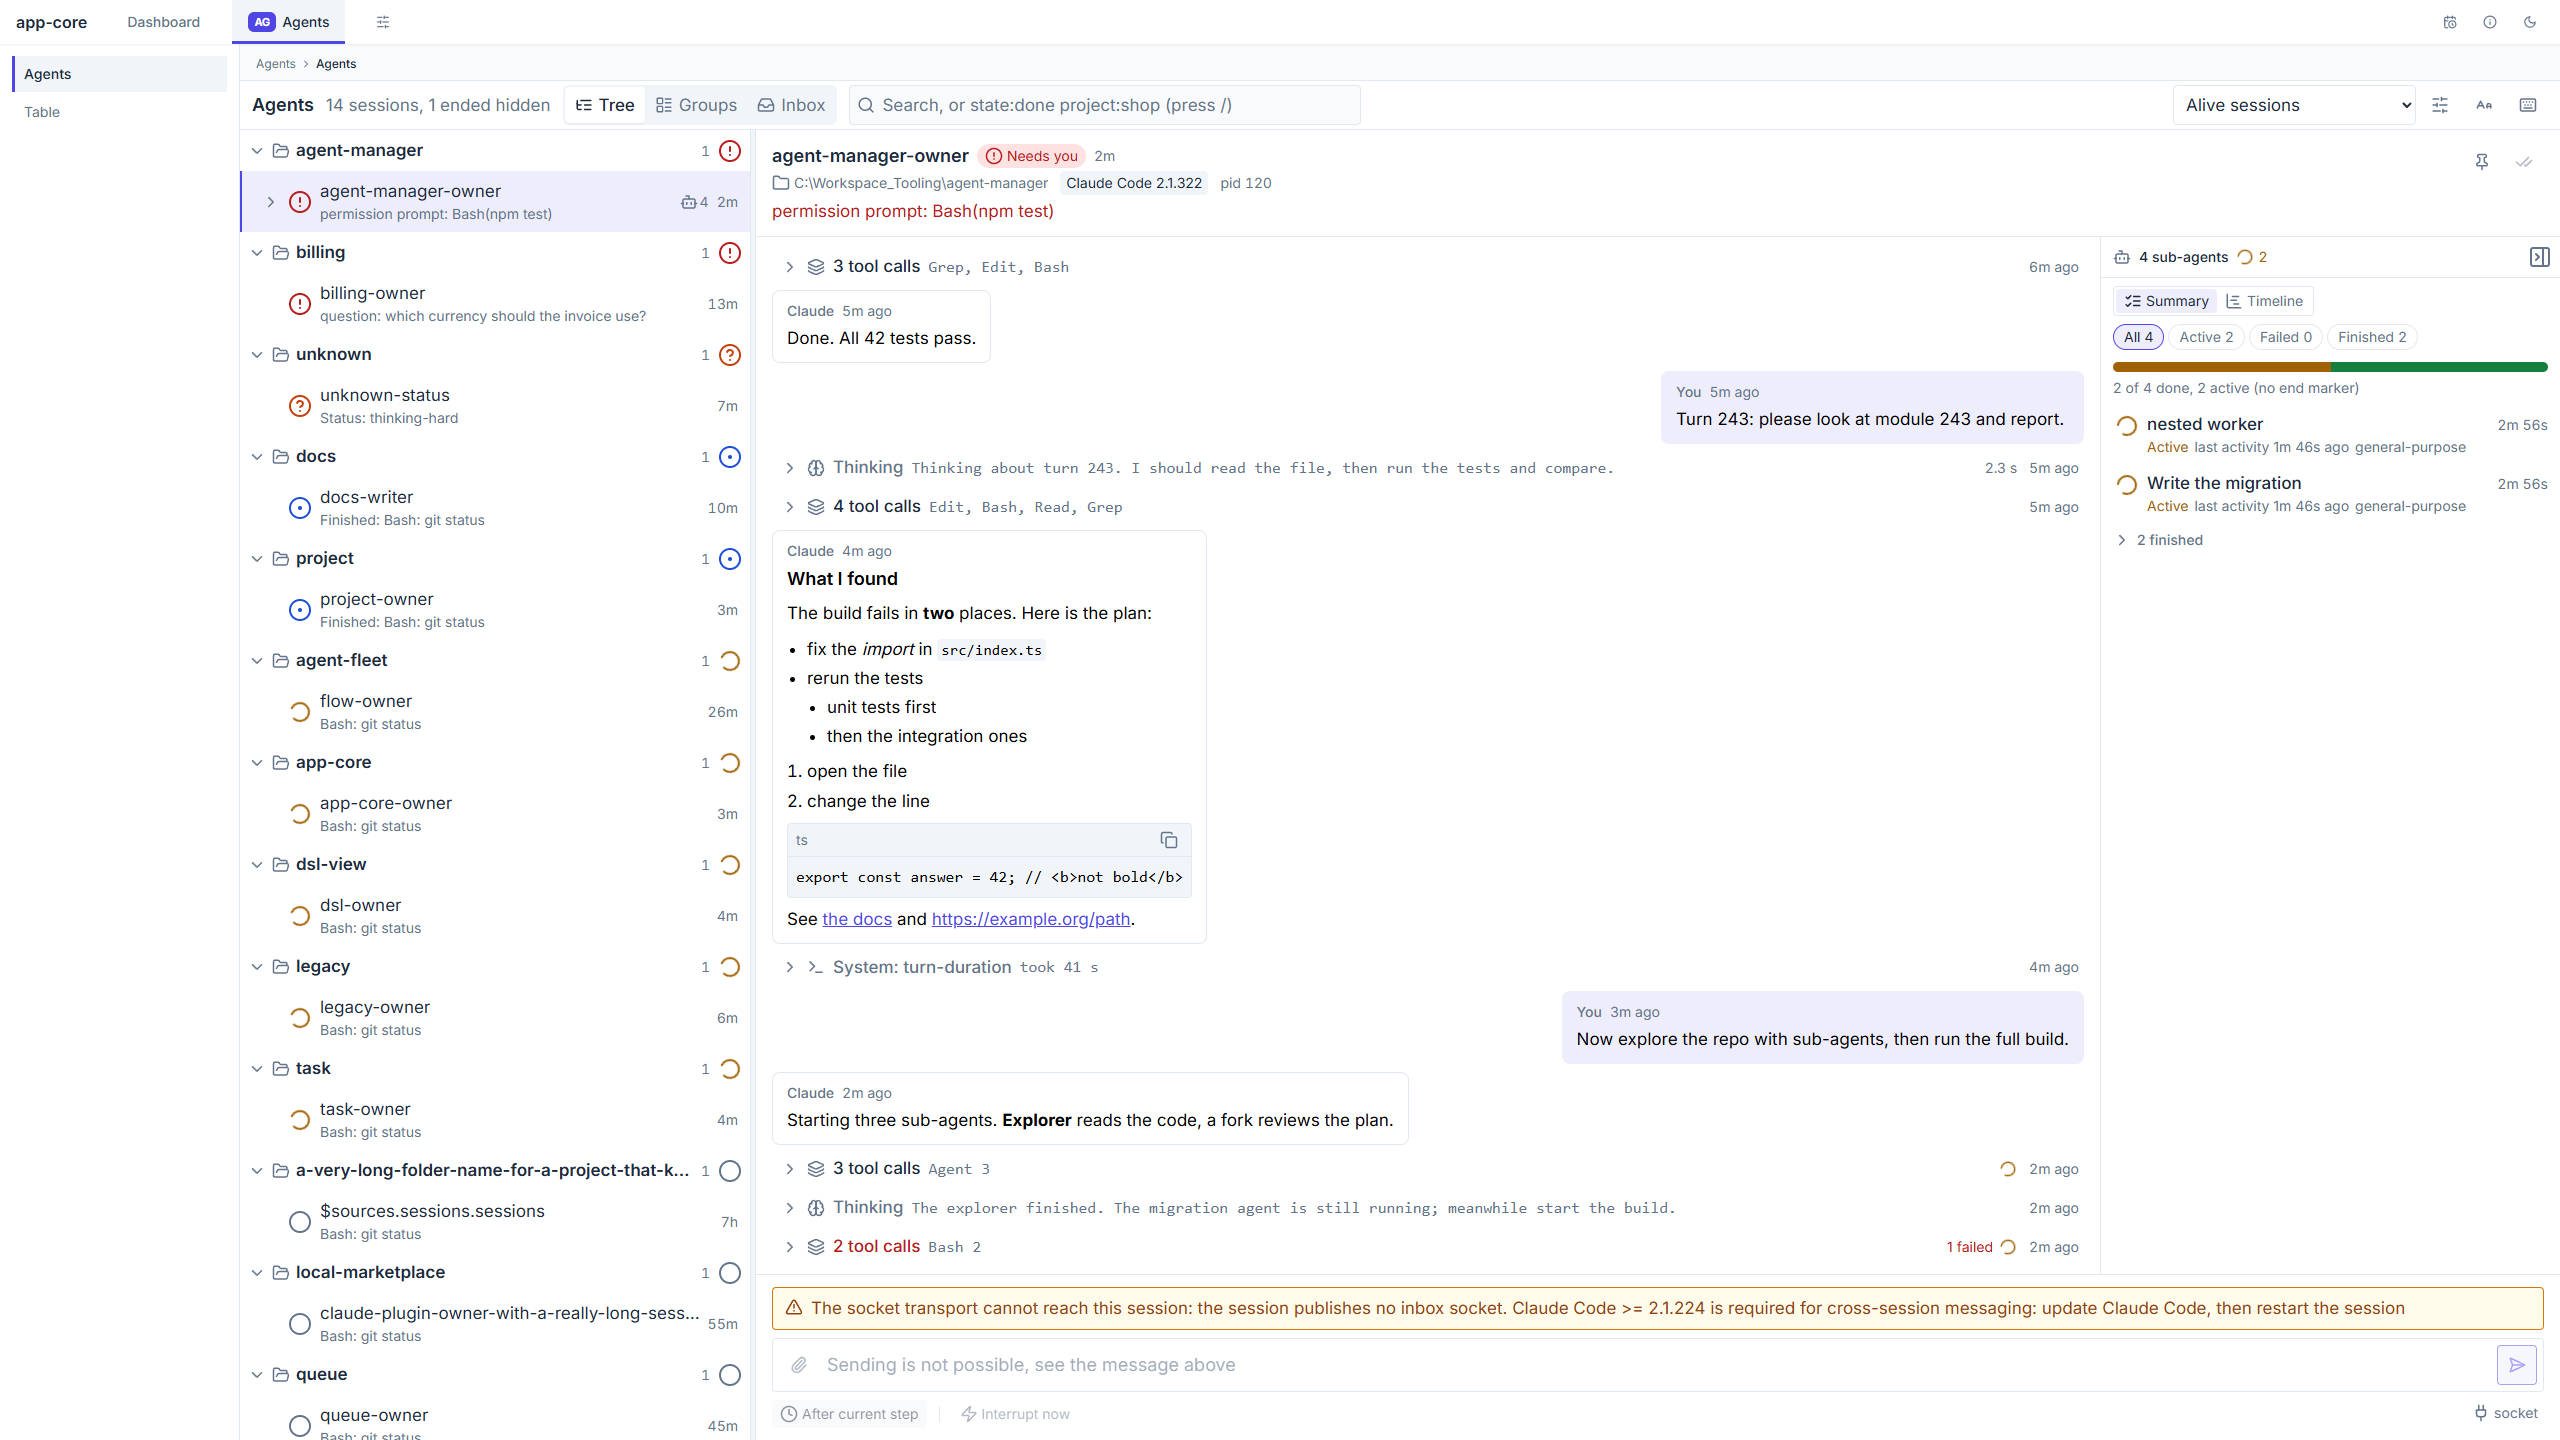 app-core
Dashboard
AG Agents
Agents
Table
Agents > Agents
Agents 14 sessions, 1 ended hidden
Tree
Groups
Inbox
Search, or state:done project:shop (press /)
Alive sessions
agent-manager 1
agent-manager-owner
permission prompt: Bash(npm test)
4 2m
billing 1
billing-owner
question: which currency should the invoice use?
13m
unknown 1
unknown-status
Status: thinking-hard
7m
docs 1
docs-writer
Finished: Bash: git status
10m
project 1
project-owner
Finished: Bash: git status
3m
agent-fleet 1
flow-owner
Bash: git status
26m
app-core 1
app-core-owner
Bash: git status
3m
dsl-view 1
dsl-owner
Bash: git status
4m
legacy 1
legacy-owner
Bash: git status
6m
task 1
task-owner
Bash: git status
4m
a-very-long-folder-name-for-a-project-that-k... 1
$sources.sessions.sessions
Bash: git status
7h
local-marketplace 1
claude-plugin-owner-with-a-really-long-sess...
Bash: git status
55m
queue 1
queue-owner
Bash: git status
45m
agent-manager-owner Needs you 2m
C:\Workspace_Tooling\agent-manager Claude Code 2.1.322 pid 120
permission prompt: Bash(npm test)
3 tool calls Grep, Edit, Bash 6m ago
Claude 5m ago
Done. All 42 tests pass.
You 5m ago
Turn 243: please look at module 243 and report.
Thinking Thinking about turn 243. I should read the file, then run the tests and compare. 2.3 s 5m ago
4 tool calls Edit, Bash, Read, Grep 5m ago
Claude 4m ago
What I found
The build fails in two places. Here is the plan:
• fix the import in src/index.ts
• rerun the tests
• unit tests first
• then the integration ones
1. open the file
2. change the line
ts
export const answer = 42; // <b>not bold</b>
See the docs and https://example.org/path.
System: turn-duration took 41 s 4m ago
You 3m ago
Now explore the repo with sub-agents, then run the full build.
Claude 2m ago
Starting three sub-agents. Explorer reads the code, a fork reviews the plan.
3 tool calls Agent 3 2m ago
Thinking The explorer finished. The migration agent is still running; meanwhile start the build. 2m ago
2 tool calls Bash 2 1 failed 2m ago
4 sub-agents 2
Summary
Timeline
All 4
Active 2
Failed 0
Finished 2
2 of 4 done, 2 active (no end marker)
nested worker 2m 56s
Active last activity 1m 46s ago general-purpose
Write the migration 2m 56s
Active last activity 1m 46s ago general-purpose
2 finished
The socket transport cannot reach this session: the session publishes no inbox socket. Claude Code >= 2.1.224 is required for cross-session messaging: update Claude Code, then restart the session
Sending is not possible, see the message above
After current step
Interrupt now
socket